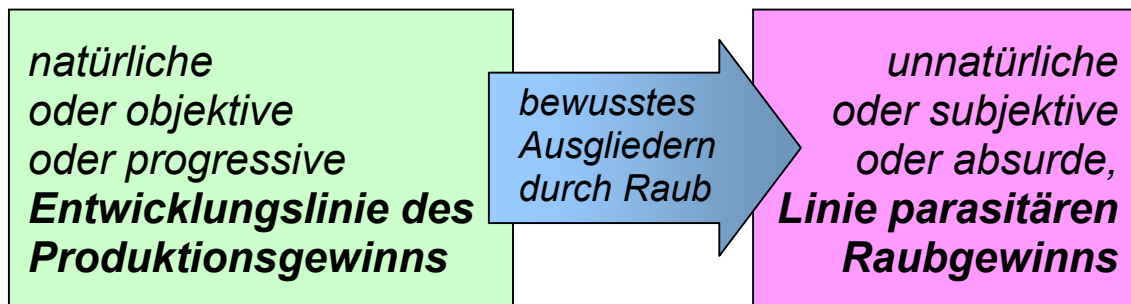 natürliche
oder objektive
oder progressive
Entwicklungslinie des
Produktionsgewinns
bewusstes
Ausgliedern
durch Raub
unnatürliche
oder subjektive
oder absurde,
Linie parasitären
Raubgewinns